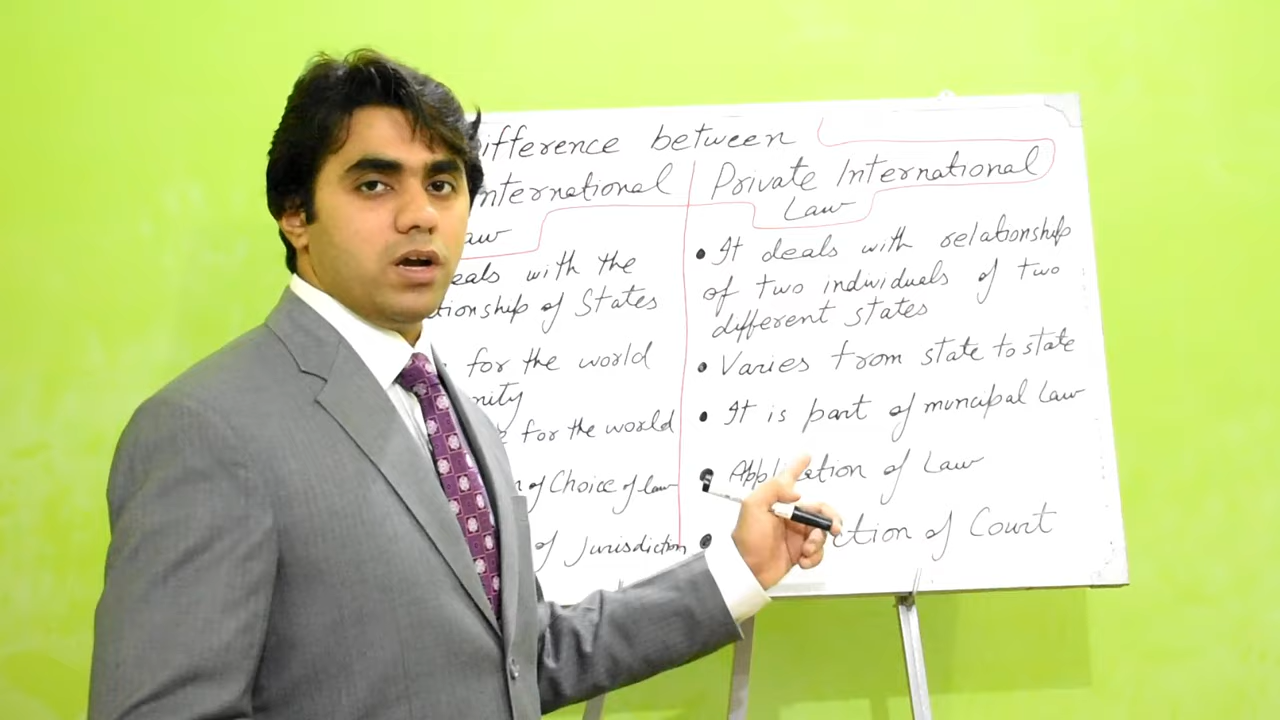 ifference between
nternational
aw
eals with the
tionship of States
for the world
nity
for the world
of Choice of law
of Jurisdiction
Private International
Law
• It deals with relationship
of two individuals of two
different states
• Varies from state to state
• It is part of muncipal Law
• Application of Law
• ction of Court